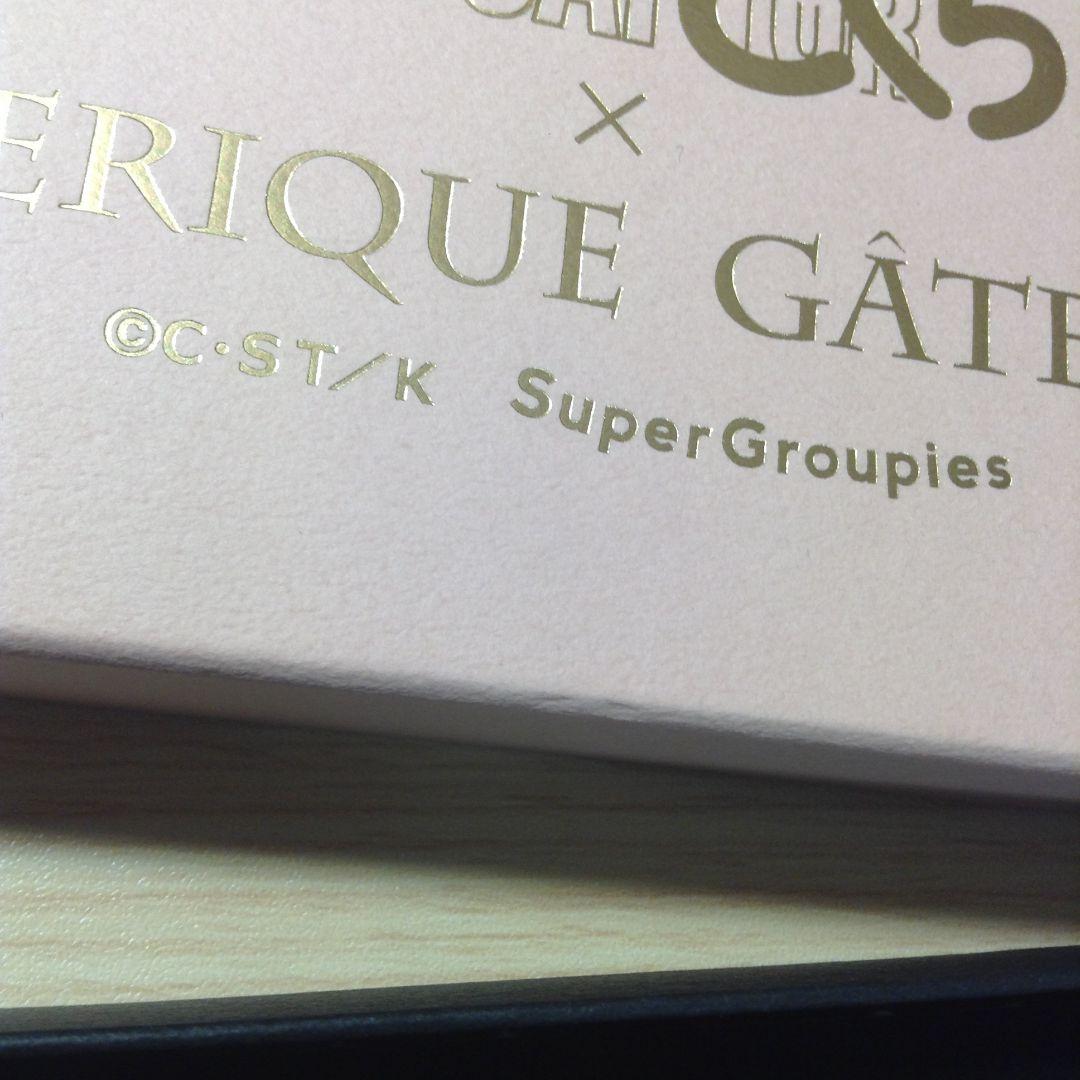 ×
ERIQUE GÂTE
©C·ST/K SuperGroupies